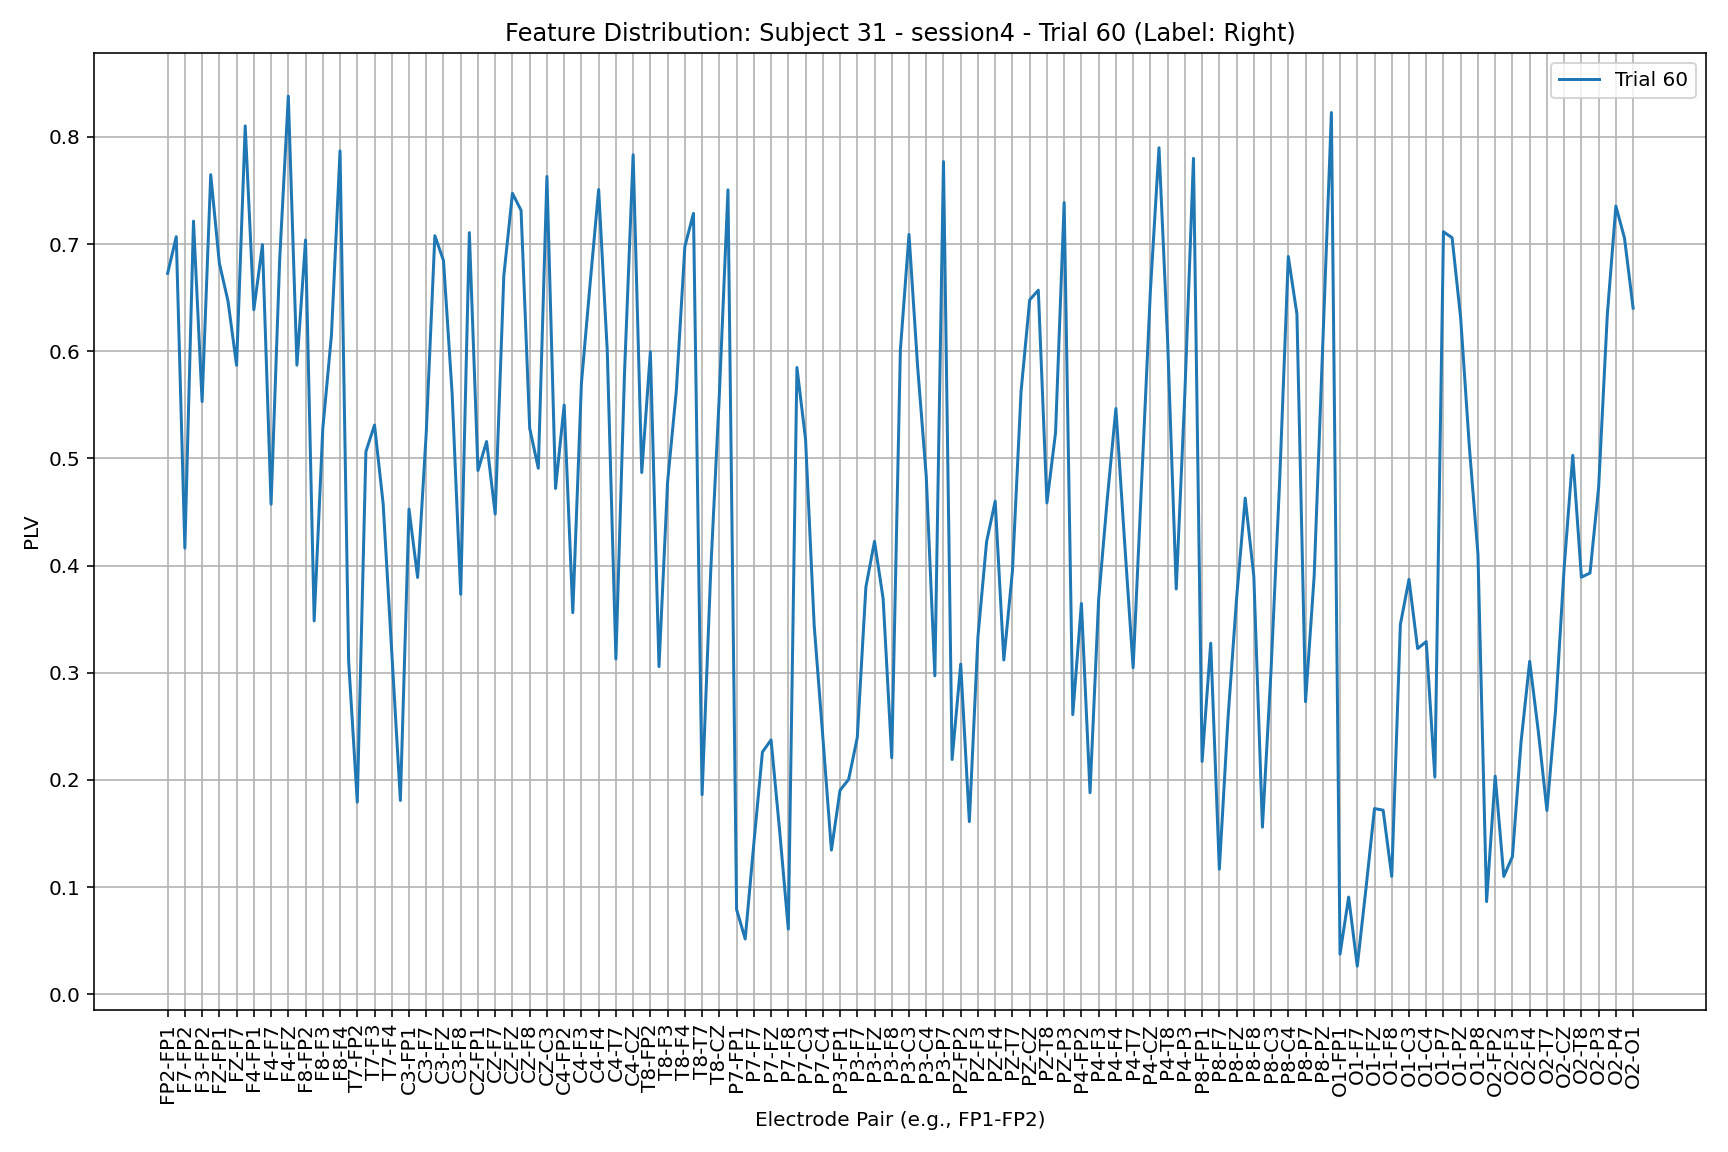 Feature Distribution: Subject 31 - session4 - Trial 60 (Label: Right)
Trial 60
PLV
0.8
0.7
0.6
0.5
0.4
0.3
0.2
0.1
0.0
FP2-FP1
F7-FP2
F3-FP2
FZ-FP1
FZ-F7
F4-FP1
F4-F7
F4-FZ
F8-FP2
F8-F3
F8-F4
T7-FP2
T7-F3
T7-F4
C3-FP1
C3-F7
C3-FZ
C3-F8
CZ-FP1
CZ-F7
CZ-FZ
CZ-F8
CZ-C3
C4-FP2
C4-F3
C4-F4
C4-T7
C4-CZ
T8-FP2
T8-F3
T8-F4
T8-T7
T8-CZ
P7-FP1
P7-F7
P7-FZ
P7-F8
P7-C3
P7-C4
P3-FP1
P3-F7
P3-FZ
P3-F8
P3-C3
P3-C4
P3-P7
PZ-FP2
PZ-F3
PZ-F4
PZ-T7
PZ-CZ
PZ-T8
PZ-P3
P4-FP2
P4-F3
P4-F4
P4-T7
P4-CZ
P4-T8
P4-P3
P8-FP1
P8-F7
P8-FZ
P8-F8
P8-C3
P8-C4
P8-P7
P8-PZ
O1-FP1
O1-F7
O1-FZ
O1-F8
O1-C3
O1-C4
O1-P7
O1-PZ
O1-P8
O2-FP2
O2-F3
O2-F4
O2-T7
O2-CZ
O2-T8
O2-P3
O2-P4
O2-O1
Electrode Pair (e.g., FP1-FP2)